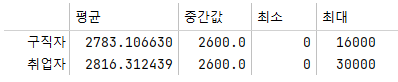 평균 중간값 최소 최대
구직자 2783.106630 2600.0 0 16000
취업자 2816.312439 2600.0 0 30000